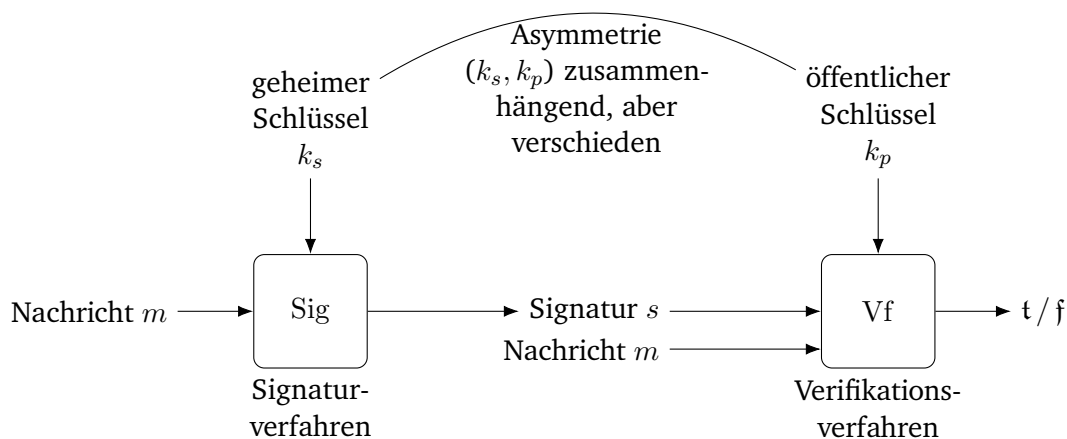 Asymmetrie
(k_s, k_p) zusammen-
hängend, aber
verschieden
geheimer
Schlüssel
k_s
öffentlicher
Schlüssel
k_p
Nachricht m
Sig
Signatur-
verfahren
Signatur s
Nachricht m
Vf
Verifikations-
verfahren
𝔱 / 𝔣